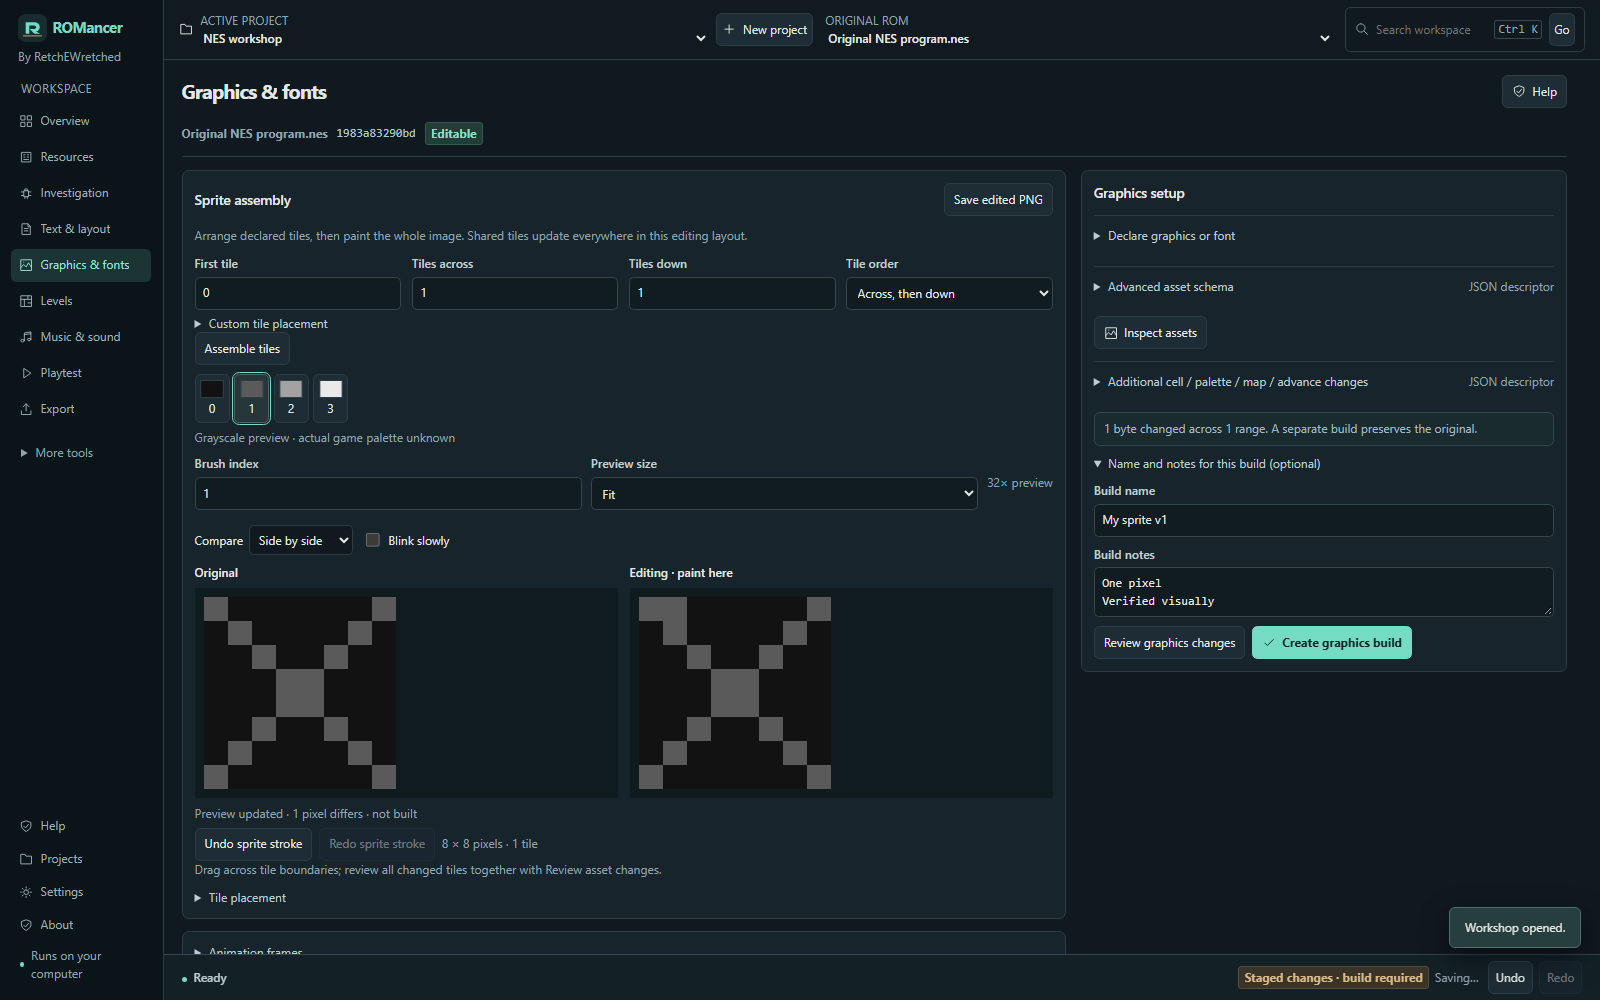 ROMancer
By RetchEWretched
WORKSPACE
Overview
Resources
Investigation
Text & layout
Graphics & fonts
Levels
Music & sound
Playtest
Export
More tools
Help
Projects
Settings
About
Runs on your
computer
ACTIVE PROJECT
NES workshop
New project
ORIGINAL ROM
Original NES program.nes
Search workspace
Ctrl K
Go
Graphics & fonts
Help
Original NES program.nes 1983a83290bd Editable
Sprite assembly
Save edited PNG
Arrange declared tiles, then paint the whole image. Shared tiles update everywhere in this editing layout.
First tile
Tiles across
Tiles down
Tile order
0
1
1
Across, then down
Custom tile placement
Assemble tiles
0
1
2
3
Grayscale preview · actual game palette unknown
Brush index
Preview size
1
Fit
32× preview
Compare
Side by side
Blink slowly
Original
Editing · paint here
Preview updated · 1 pixel differs · not built
Undo sprite stroke
Redo sprite stroke
8 × 8 pixels · 1 tile
Drag across tile boundaries; review all changed tiles together with Review asset changes.
Tile placement
Animation frames
Graphics setup
Declare graphics or font
Advanced asset schema
JSON descriptor
Inspect assets
Additional cell / palette / map / advance changes
JSON descriptor
1 byte changed across 1 range. A separate build preserves the original.
Name and notes for this build (optional)
Build name
My sprite v1
Build notes
One pixel
Verified visually
Review graphics changes
Create graphics build
Workshop opened.
Ready
Staged changes · build required
Saving...
Undo
Redo